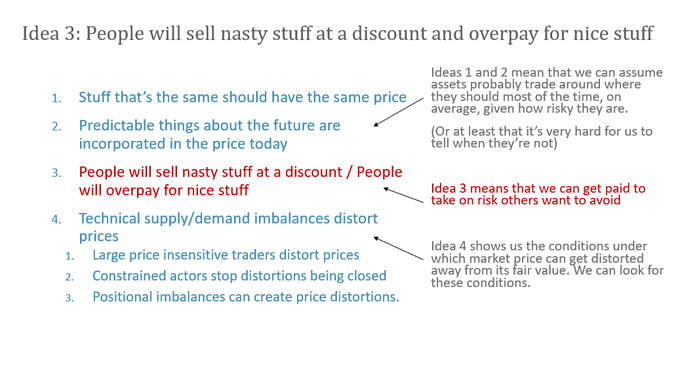 Idea 3: People will sell nasty stuff at a discount and overpay for nice stuff
1. Stuff that's the same should have the same price
2. Predictable things about the future are
incorporated in the price today
3. People will sell nasty stuff at a discount / People
will overpay for nice stuff
4. Technical supply/demand imbalances distort
prices
1. Large price insensitive traders distort prices
2. Constrained actors stop distortions being closed
3. Positional imbalances can create price distortions.
Ideas 1 and 2 mean that we can assume
assets probably trade around where
they should most of the time, on
average, given how risky they are.
(Or at least that it's very hard for us to
tell when they're not)
Idea 3 means that we can get paid to
take on risk others want to avoid
Idea 4 shows us the conditions under
which market price can get distorted
away from its fair value. We can look for
these conditions.